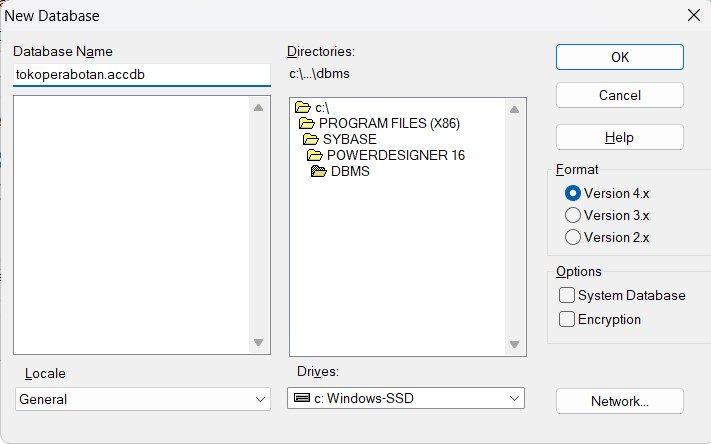 New Database
Database Name
tokoperabotan.accdb
Directories:
c:\...\dbms
c:\
PROGRAM FILES (X86)
SYBASE
POWERDESIGNER 16
DBMS
OK
Cancel
Help
Format
Version 4.x
Version 3.x
Version 2.x
Options
System Database
Encryption
Locale
General
Drives:
c: Windows-SSD
Network...